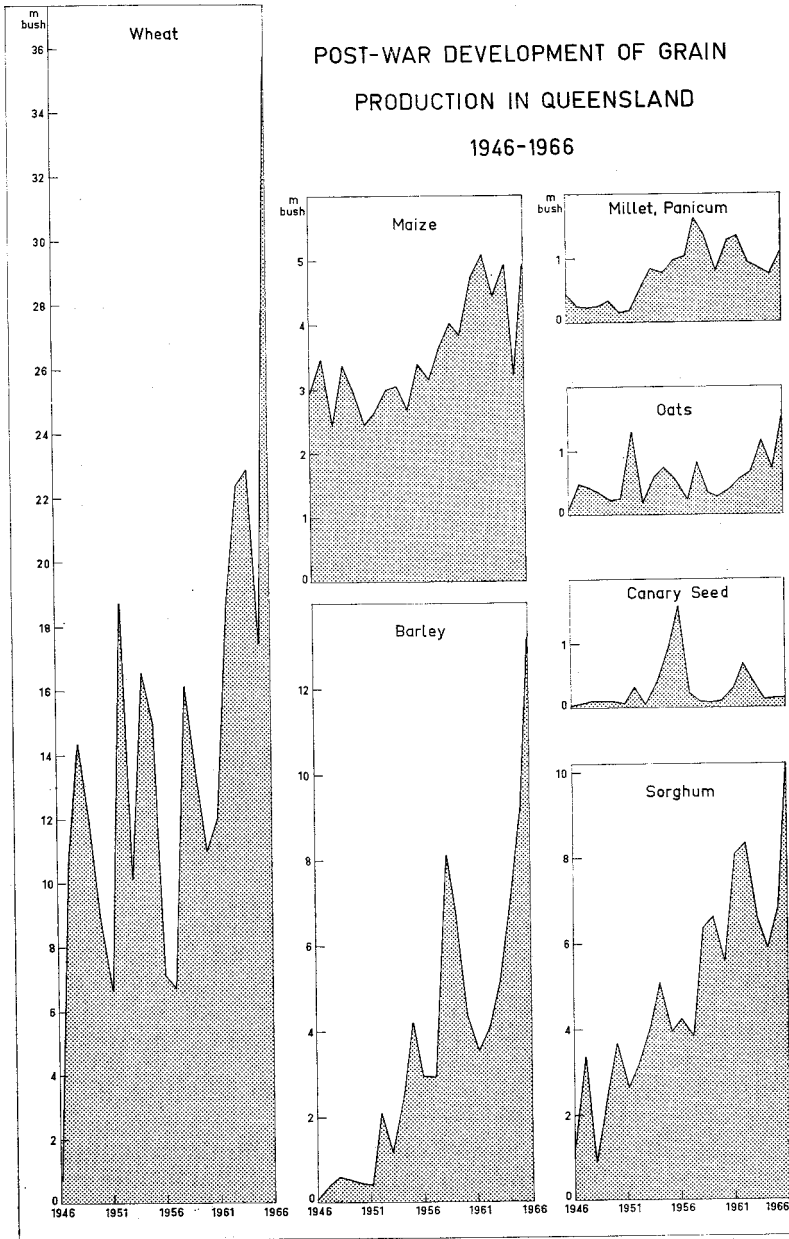 POST-WAR DEVELOPMENT OF GRAIN
PRODUCTION IN QUEENSLAND
1946-1966
m
bush
Wheat
36
34
32
30
28
26
24
22
20
18
16
14
12
10
8
6
4
2
0
1946 1951 1956 1961 1966
m
bush
Maize
5
4
3
2
1
0
Barley
12
10
8
6
4
2
0
1946 1951 1956 1961 1966
m
bush
Millet, Panicum
1
0
Oats
1
0
Canary Seed
1
0
Sorghum
10
8
6
4
2
0
1946 1951 1956 1961 1966